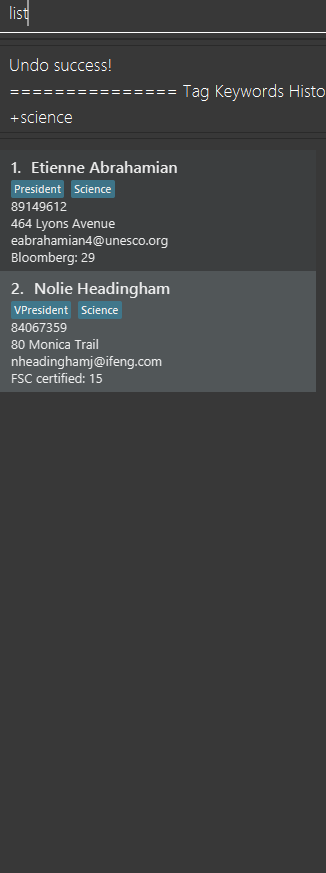 list
Undo success!
=============== Tag Keywords Histo
+science
1. Etienne Abrahamian
President Science
89149612
464 Lyons Avenue
eabrahamian4@unesco.org
Bloomberg: 29
2. Nolie Headingham
VPresident Science
84067359
80 Monica Trail
nheadinghamj@ifeng.com
FSC certified: 15